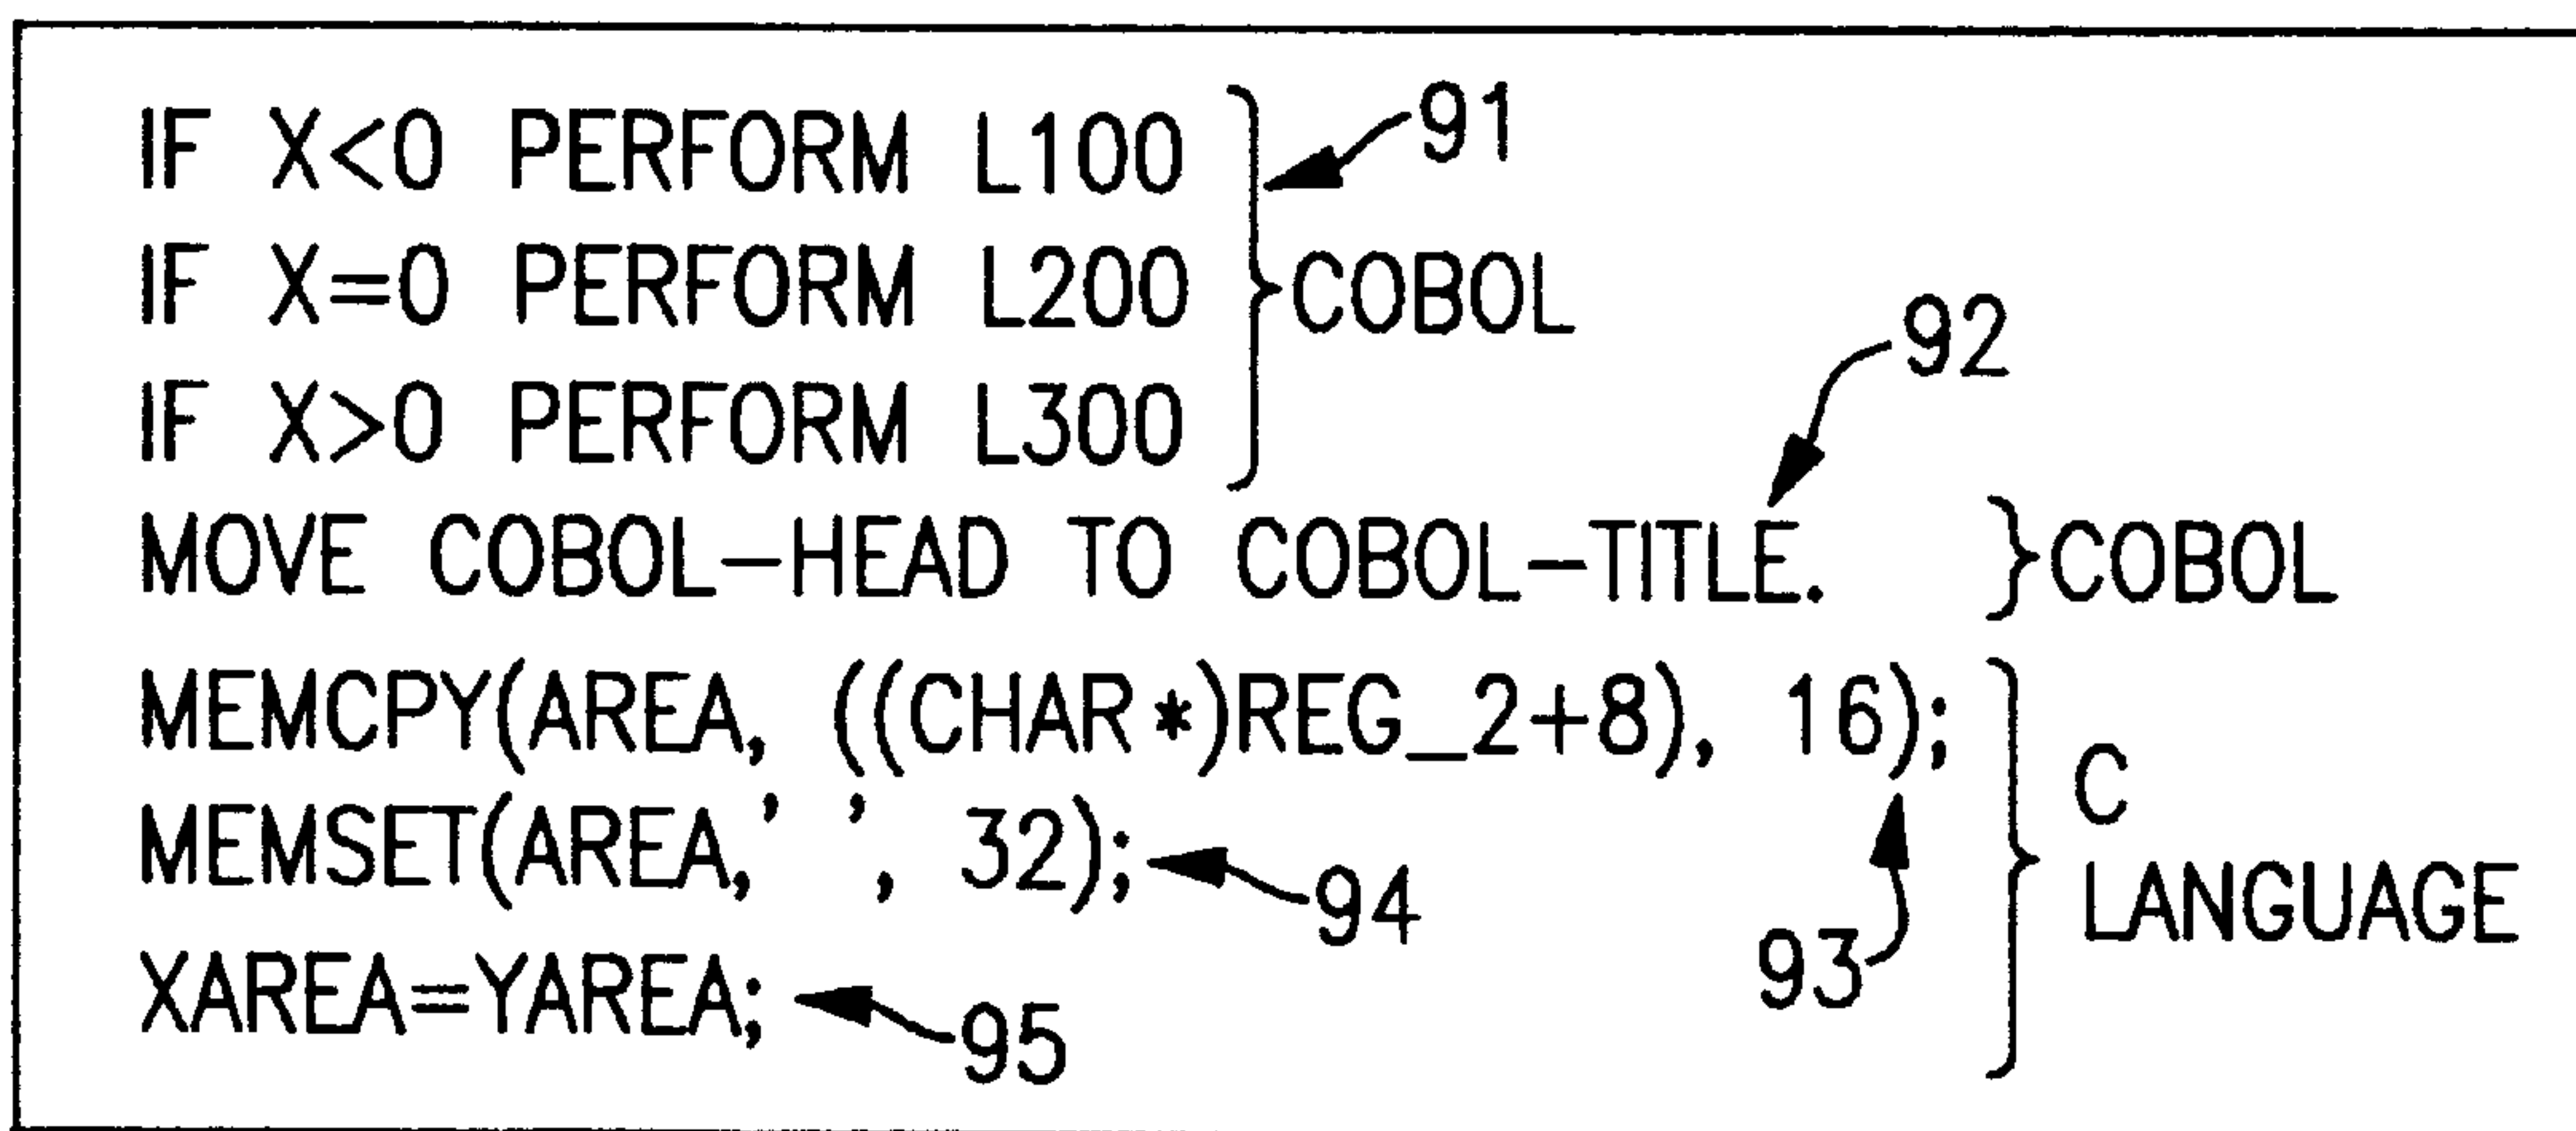 IF X<0 PERFORM L100
91
IF X=0 PERFORM L200
COBOL
92
IF X>0 PERFORM L300
MOVE COBOL-HEAD TO COBOL-TITLE.
COBOL
MEMCPY(AREA, ((CHAR*)REG_2+8), 16);
C
LANGUAGE
MEMSET(AREA,' ', 32);
94
93
XAREA=YAREA;
95